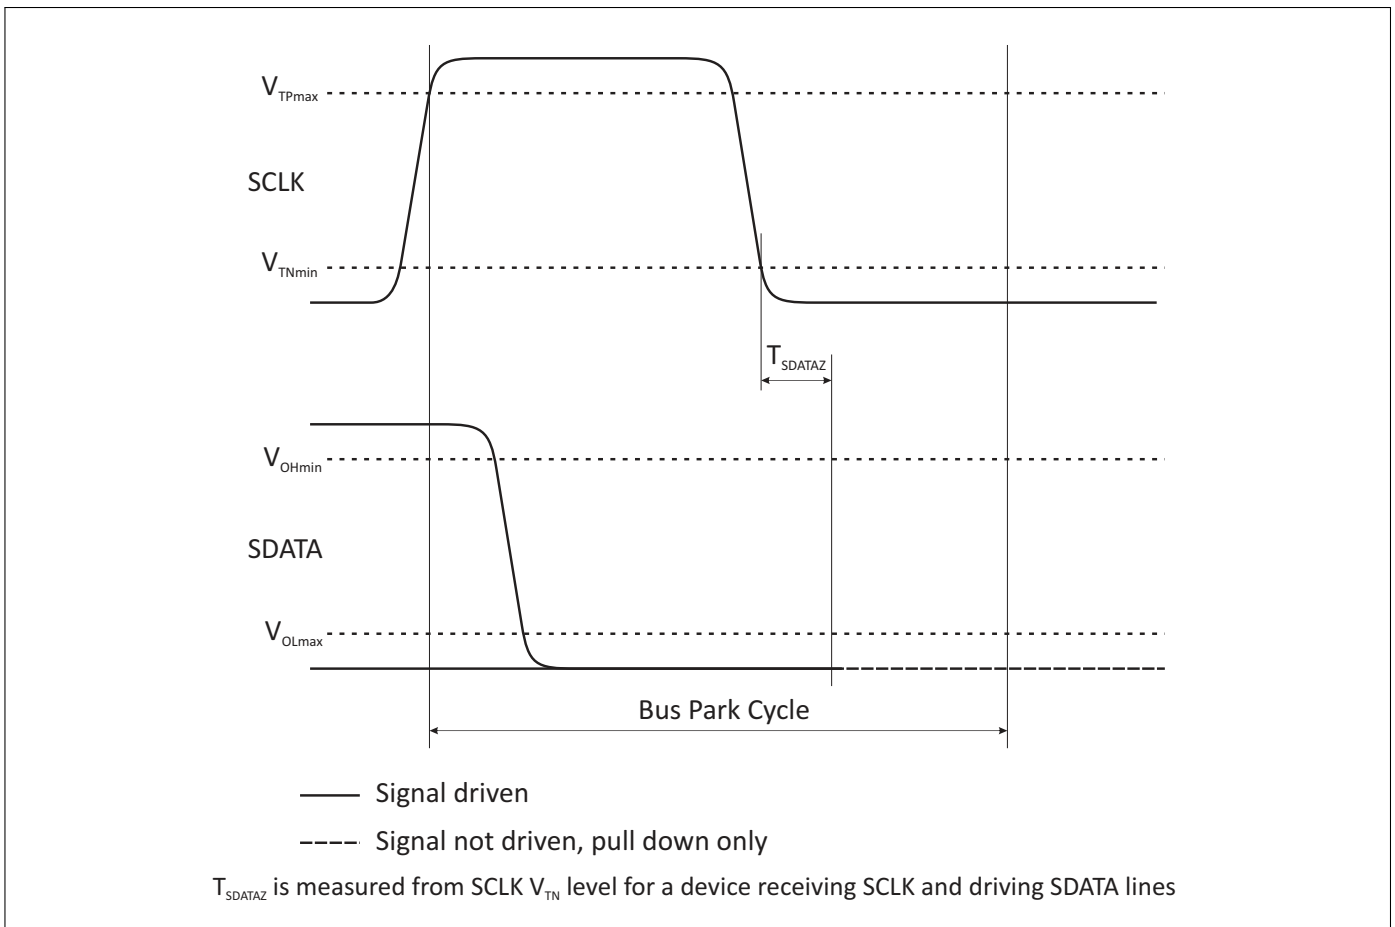 VTPmax
SCLK
VTNmin
TSDATAZ
VOHmin
SDATA
VOLmax
Bus Park Cycle
Signal driven
Signal not driven, pull down only
TSDATAZ is measured from SCLK VTN level for a device receiving SCLK and driving SDATA lines